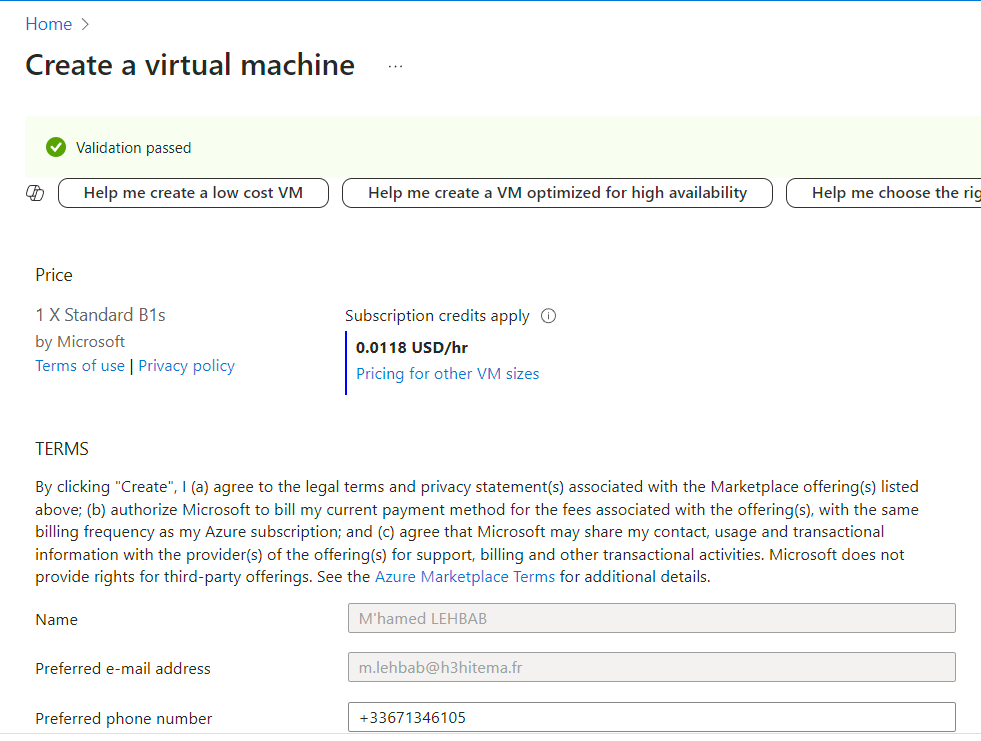 Home >
Create a virtual machine ...
Validation passed
Help me create a low cost VM Help me create a VM optimized for high availability Help me choose the rig
Price
1 X Standard B1s
by Microsoft
Terms of use | Privacy policy
Subscription credits apply
0.0118 USD/hr
Pricing for other VM sizes
TERMS
By clicking "Create", I (a) agree to the legal terms and privacy statement(s) associated with the Marketplace offering(s) listed
above; (b) authorize Microsoft to bill my current payment method for the fees associated with the offering(s), with the same
billing frequency as my Azure subscription; and (c) agree that Microsoft may share my contact, usage and transactional
information with the provider(s) of the offering(s) for support, billing and other transactional activities. Microsoft does not
provide rights for third-party offerings. See the Azure Marketplace Terms for additional details.
Name M'hamed LEHBAB
Preferred e-mail address m.lehbab@h3hitema.fr
Preferred phone number +33671346105